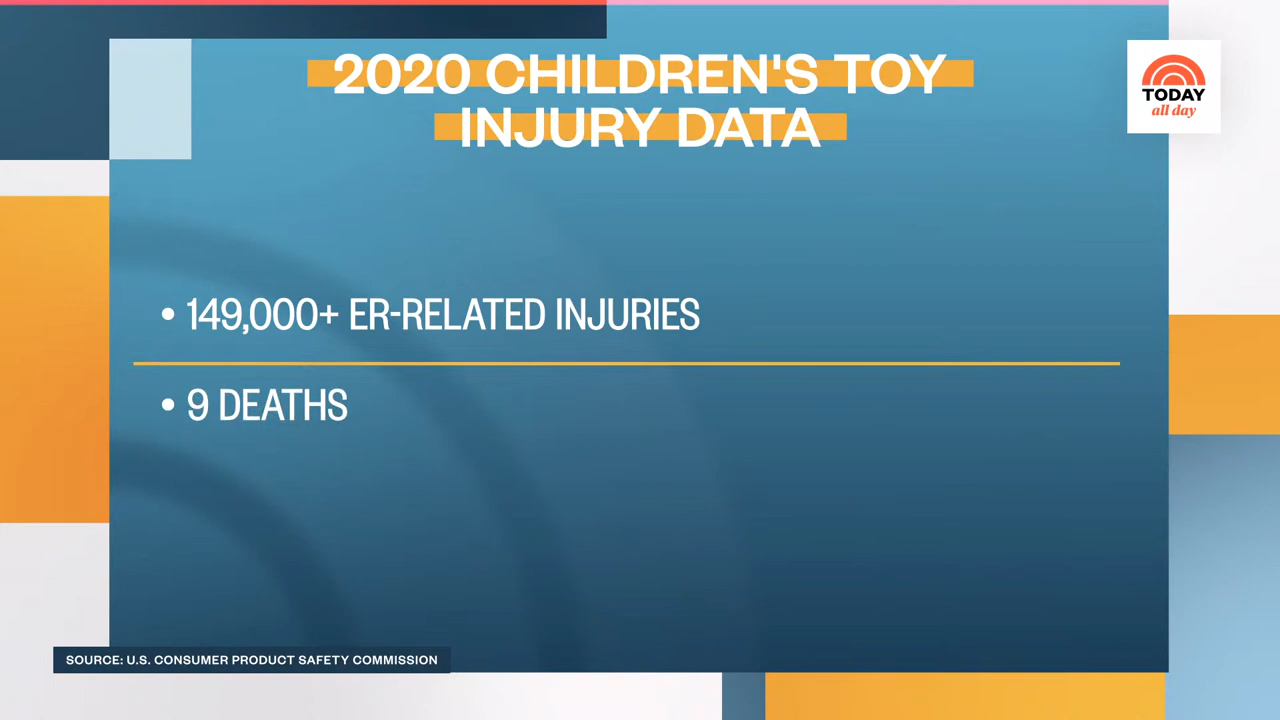 2020 CHILDREN'S TOY
INJURY DATA
TODAY
all day
• 149,000+ ER-RELATED INJURIES
• 9 DEATHS
SOURCE: U.S. CONSUMER PRODUCT SAFETY COMMISSION